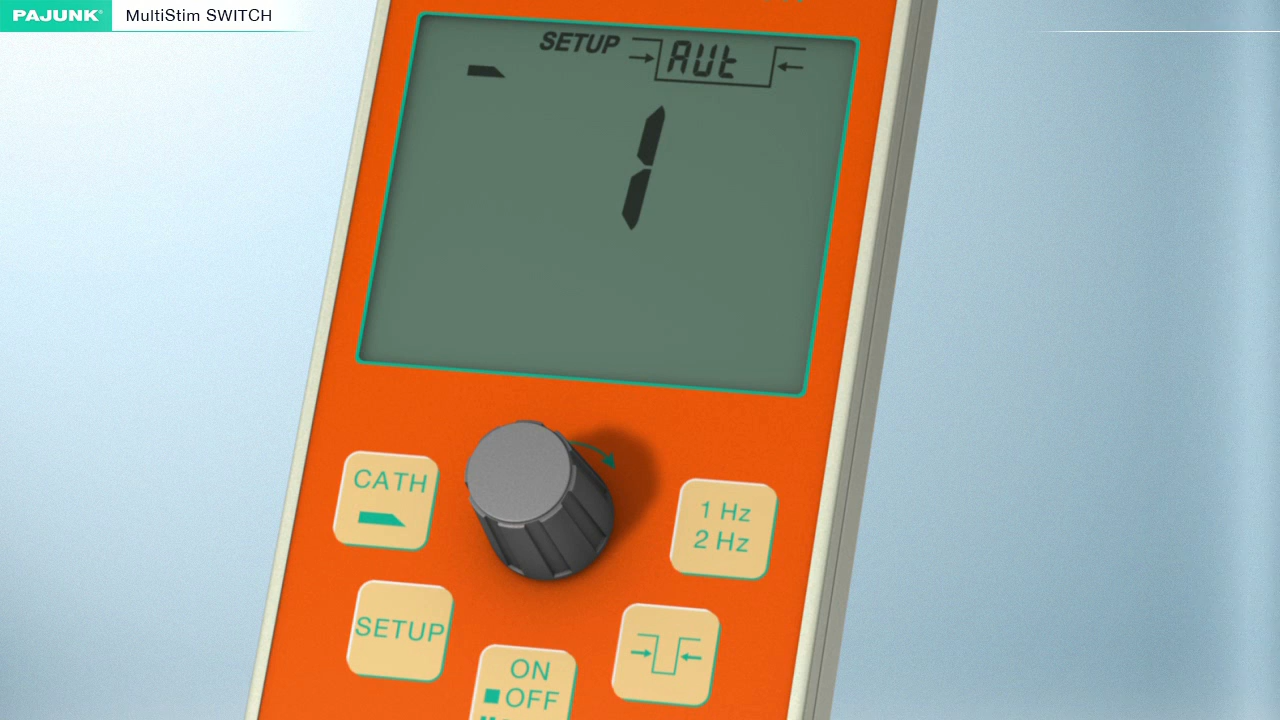 PAJUNK®
MultiStim SWITCH
SETUP
AUt
1
CATH
1 Hz
2 Hz
SETUP
ON
OFF